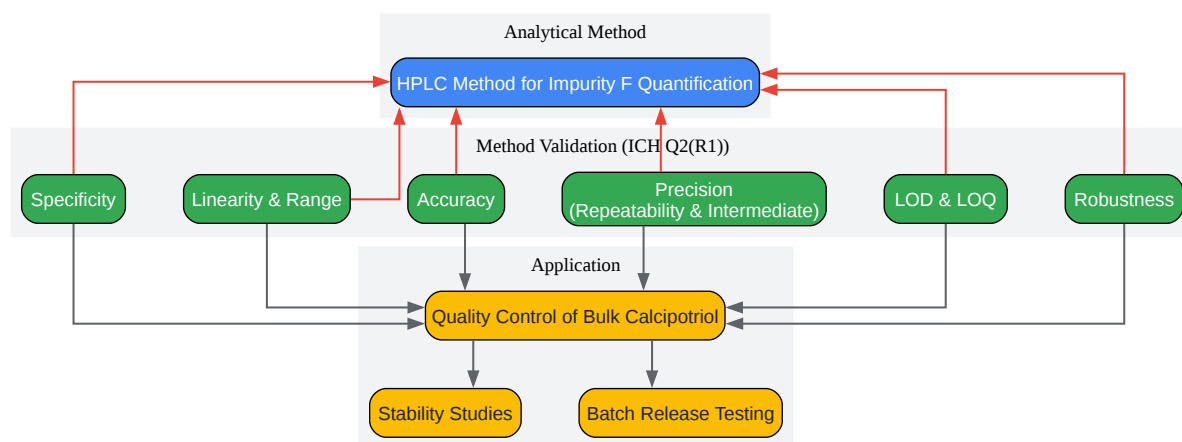 Analytical Method
HPLC Method for Impurity F Quantification
Method Validation (ICH Q2(R1))
Specificity
Linearity & Range
Accuracy
Precision
(Repeatability & Intermediate)
LOD & LOQ
Robustness
Application
Quality Control of Bulk Calcipotriol
Stability Studies
Batch Release Testing